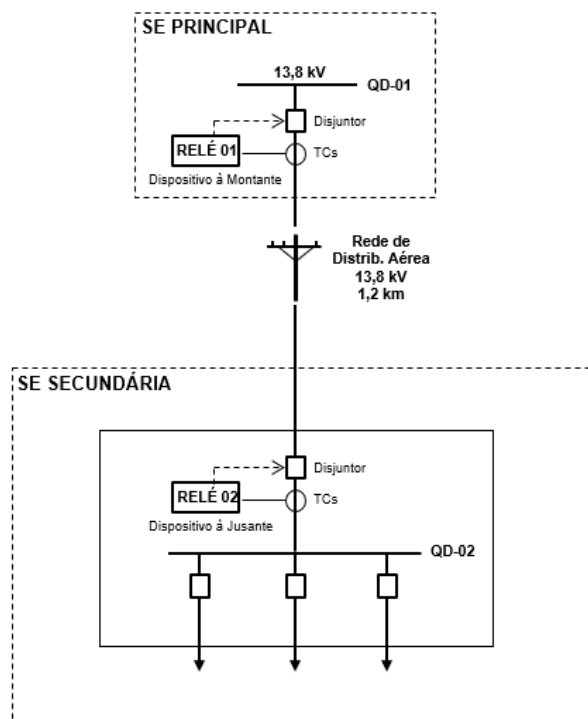 SE PRINCIPAL
13,8 kV
QD-01
Disjuntor
RELÉ 01
TCs
Dispositivo à Montante
Rede de
Distrib. Aérea
13,8 kV
1,2 km
SE SECUNDÁRIA
Disjuntor
RELÉ 02
TCs
Dispositivo à Jusante
QD-02